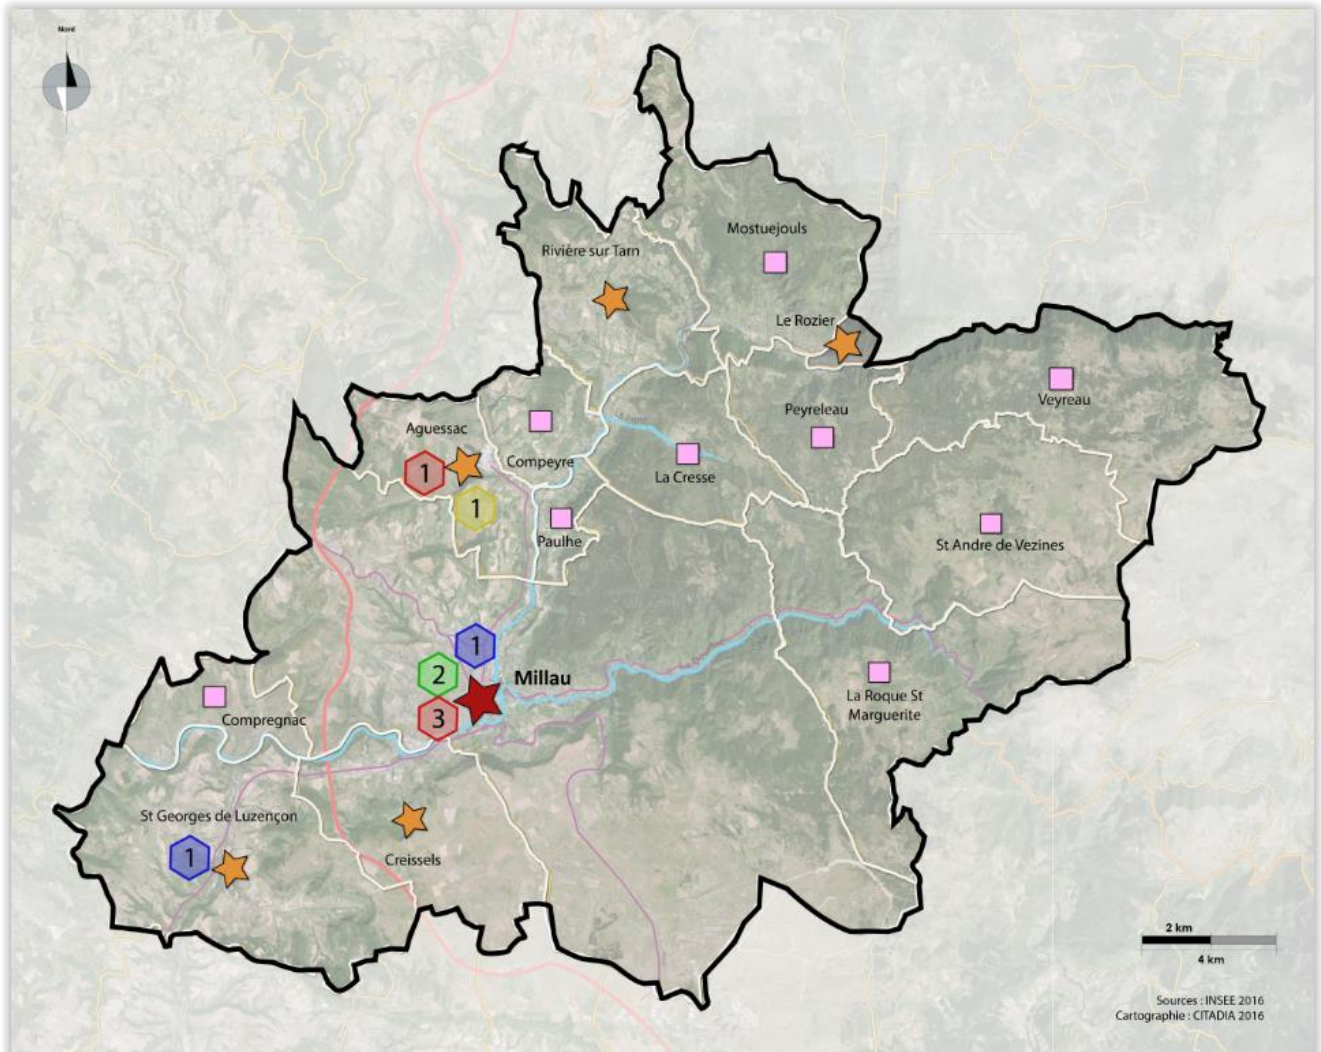 Nord
Mostuejouls
Rivière sur Tarn
Le Rozier
Veyreau
Peyreleau
Aguessac
Compeyre
La Cresse
1
1
Paulhe
St Andre de Vezines
1
2
Millau
3
La Roque St
Marguerite
Compregnac
St Georges de Luzençon
1
Creissels
2 km
4 km
Sources : INSEE 2016
Cartographie : CITADIA 2016